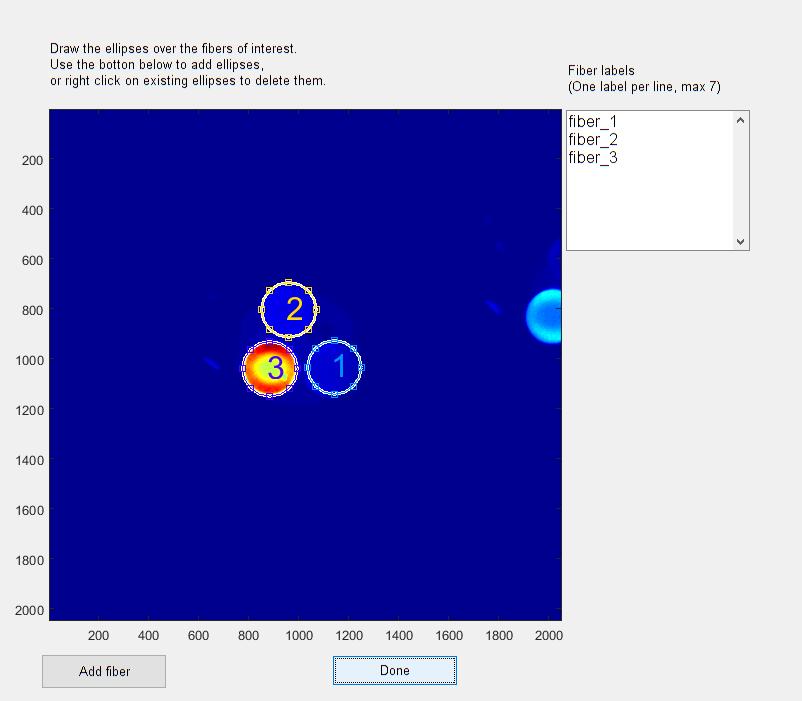 Draw the ellipses over the fibers of interest.
Use the botton below to add ellipses,
or right click on existing ellipses to delete them.
Fiber labels
(One label per line, max 7)
fiber_1
fiber_2
fiber_3
200
400
600
800
1000
1200
1400
1600
1800
2000
2
3
1
200 400 600 800 1000 1200 1400 1600 1800 2000
Add fiber
Done